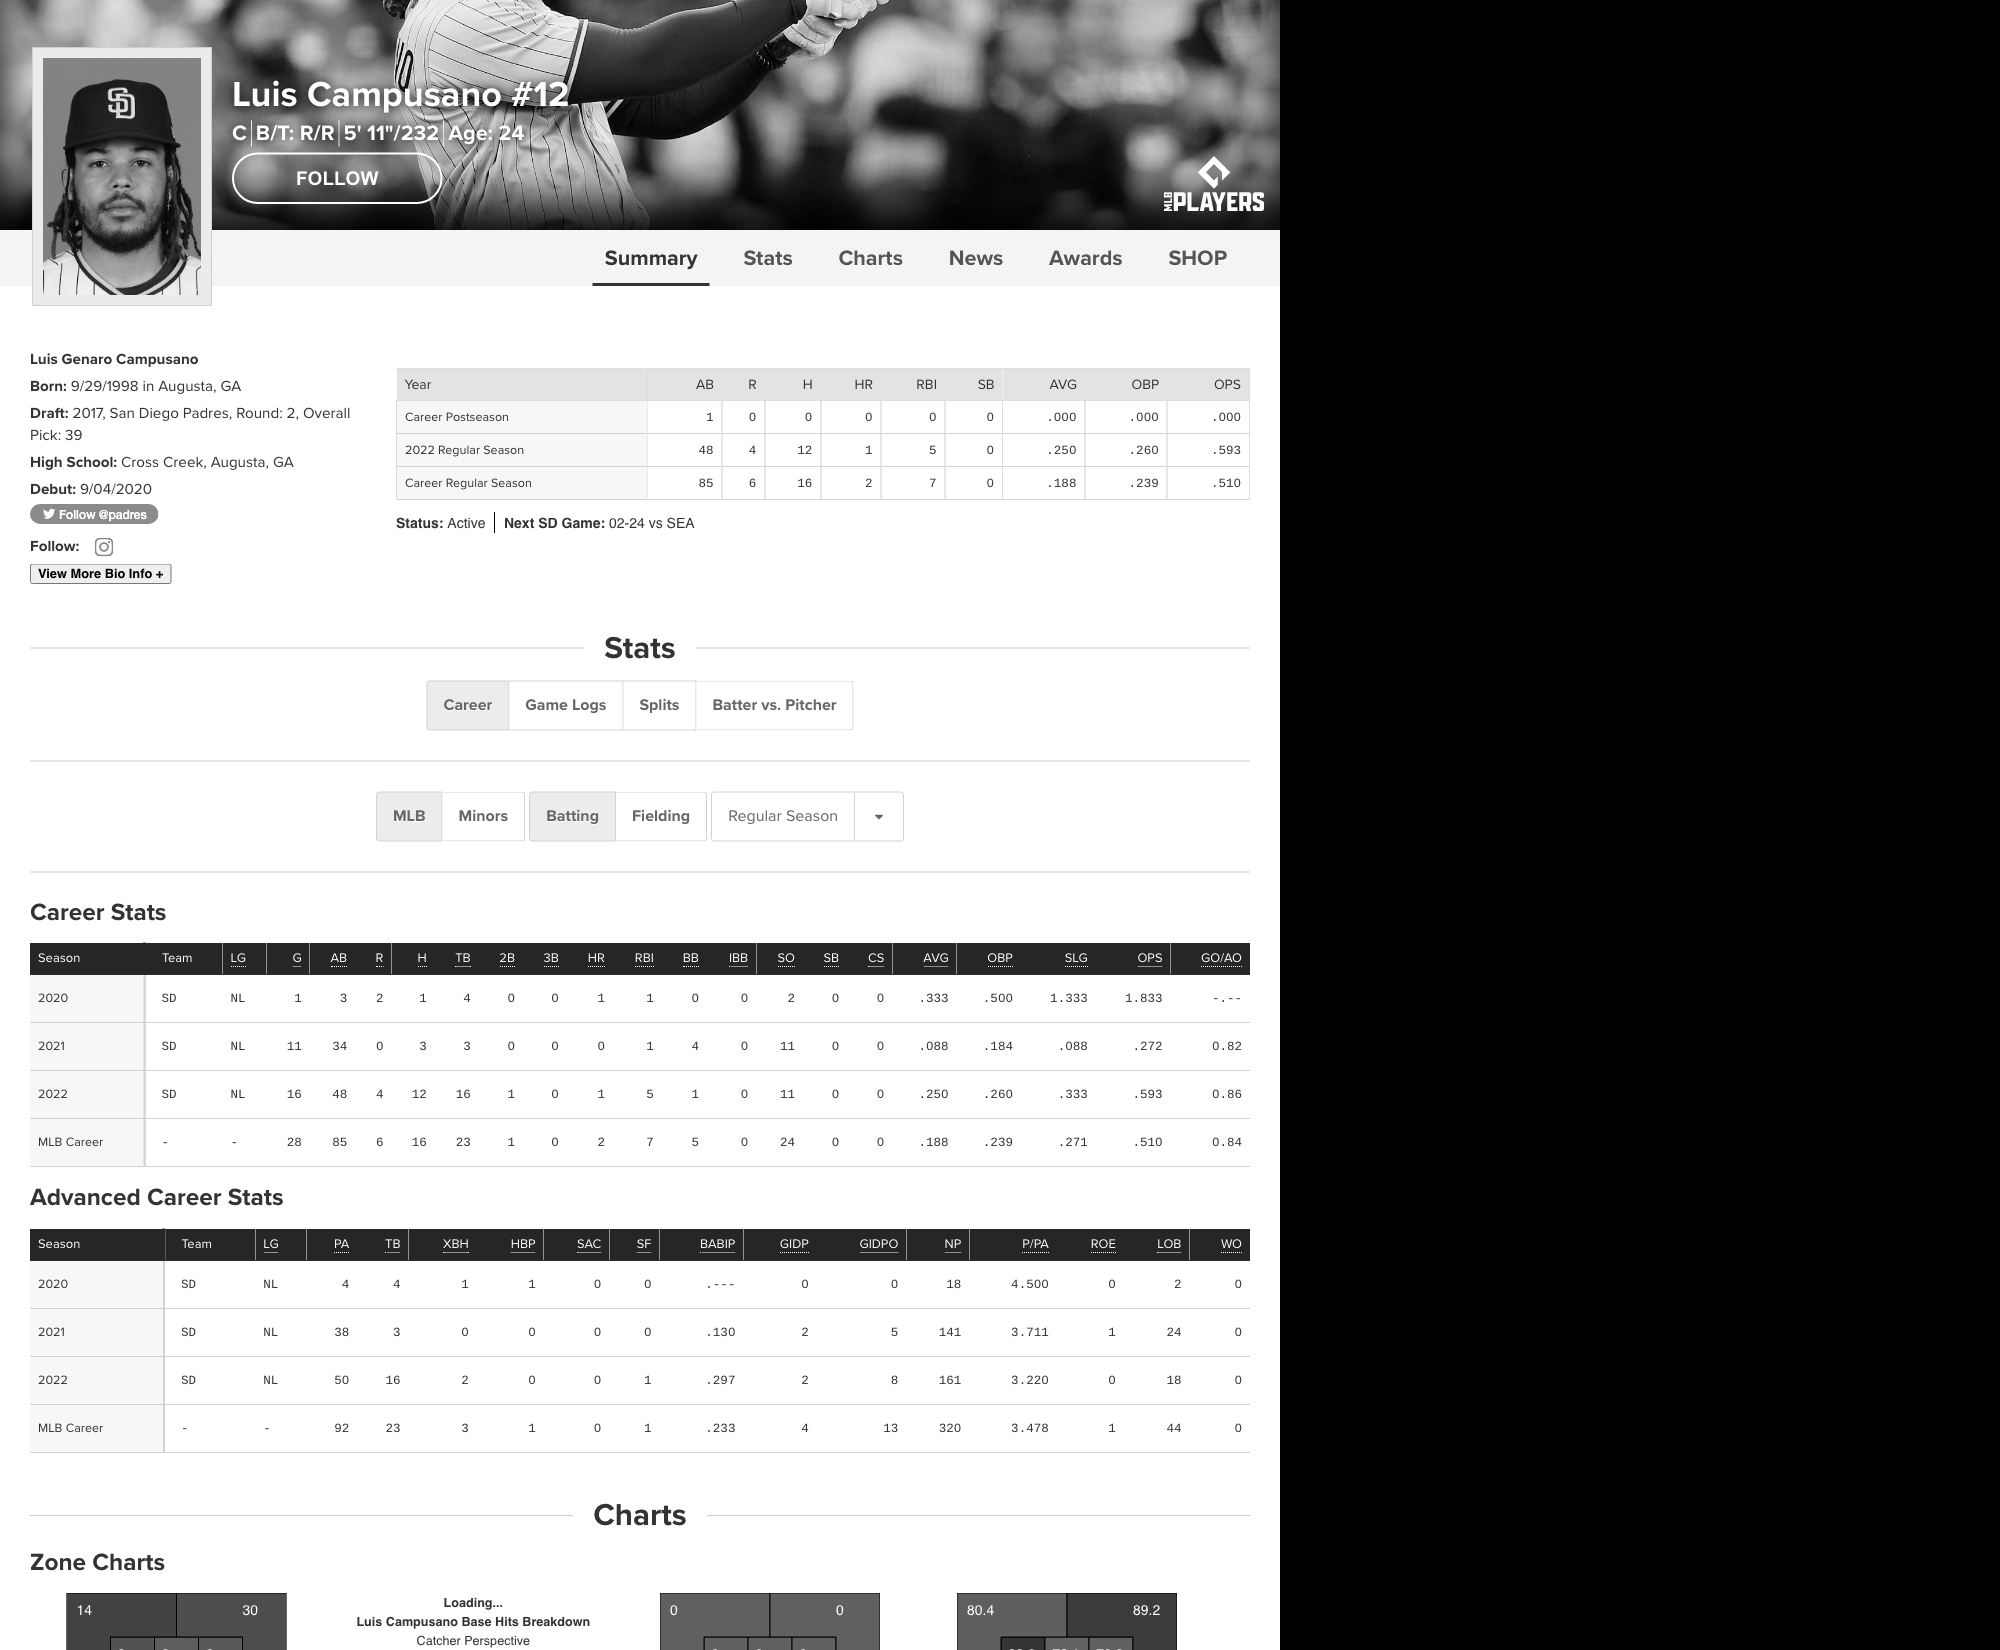 Luis Campusano #12
C B/T: R/R 5' 11"/232 Age: 24
FOLLOW
MLB PLAYERS
Summary Stats Charts News Awards SHOP
Luis Genaro Campusano
Born: 9/29/1998 in Augusta, GA
Draft: 2017, San Diego Padres, Round: 2, Overall
Pick: 39
High School: Cross Creek, Augusta, GA
Debut: 9/04/2020
Follow @padres
Follow:
View More Bio Info +
Year AB R H HR RBI SB AVG OBP OPS
Career Postseason 1 0 0 0 0 0 .000 .000 .000
2022 Regular Season 48 4 12 1 5 0 .250 .260 .593
Career Regular Season 85 6 16 2 7 0 .188 .239 .510
Status: Active Next SD Game: 02-24 vs SEA
Stats
Career Game Logs Splits Batter vs. Pitcher
MLB Minors Batting Fielding Regular Season
Career Stats
Season Team LG G AB R H TB 2B 3B HR RBI BB IBB SO SB CS AVG OBP SLG OPS GO/AO
2020 SD NL 1 3 2 1 4 0 0 1 1 0 0 2 0 0 .333 .500 1.333 1.833 -.--
2021 SD NL 11 34 0 3 3 0 0 0 1 4 0 11 0 0 .088 .184 .088 .272 0.82
2022 SD NL 16 48 4 12 16 1 0 1 5 1 0 11 0 0 .250 .260 .333 .593 0.86
MLB Career - - 28 85 6 16 23 1 0 2 7 5 0 24 0 0 .188 .239 .271 .510 0.84
Advanced Career Stats
Season Team LG PA TB XBH HBP SAC SF BABIP GIDP GIDPO NP P/PA ROE LOB WO
2020 SD NL 4 4 1 1 0 0 .--- 0 0 18 4.500 0 2 0
2021 SD NL 38 3 0 0 0 0 .130 2 5 141 3.711 1 24 0
2022 SD NL 50 16 2 0 0 1 .297 2 8 161 3.220 0 18 0
MLB Career - - 92 23 3 1 0 1 .233 4 13 320 3.478 1 44 0
Charts
Zone Charts
14 30
Loading...
Luis Campusano Base Hits Breakdown
Catcher Perspective
0 0
80.4 89.2